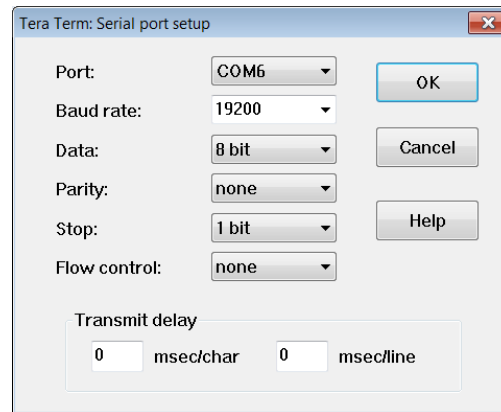 Tera Term: Serial port setup
Port: COM6 OK
Baud rate: 19200
Data: 8 bit Cancel
Parity: none
Stop: 1 bit Help
Flow control: none
Transmit delay
0 msec/char 0 msec/line